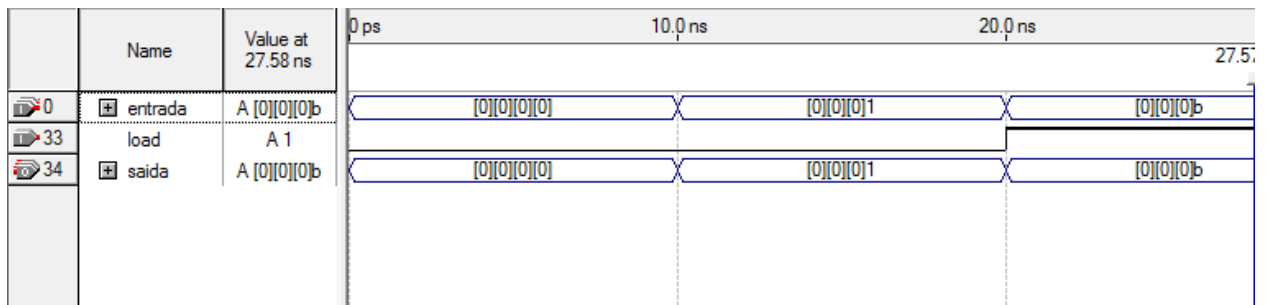 Name Value at 27.58 ns 0 ps 10.0 ns 20.0 ns
27.57
0 entrada A [0][0][0]b [0][0][0][0] [0][0][0]1 [0][0][0]b
33 load A 1
34 saida A [0][0][0]b [0][0][0][0] [0][0][0]1 [0][0][0]b